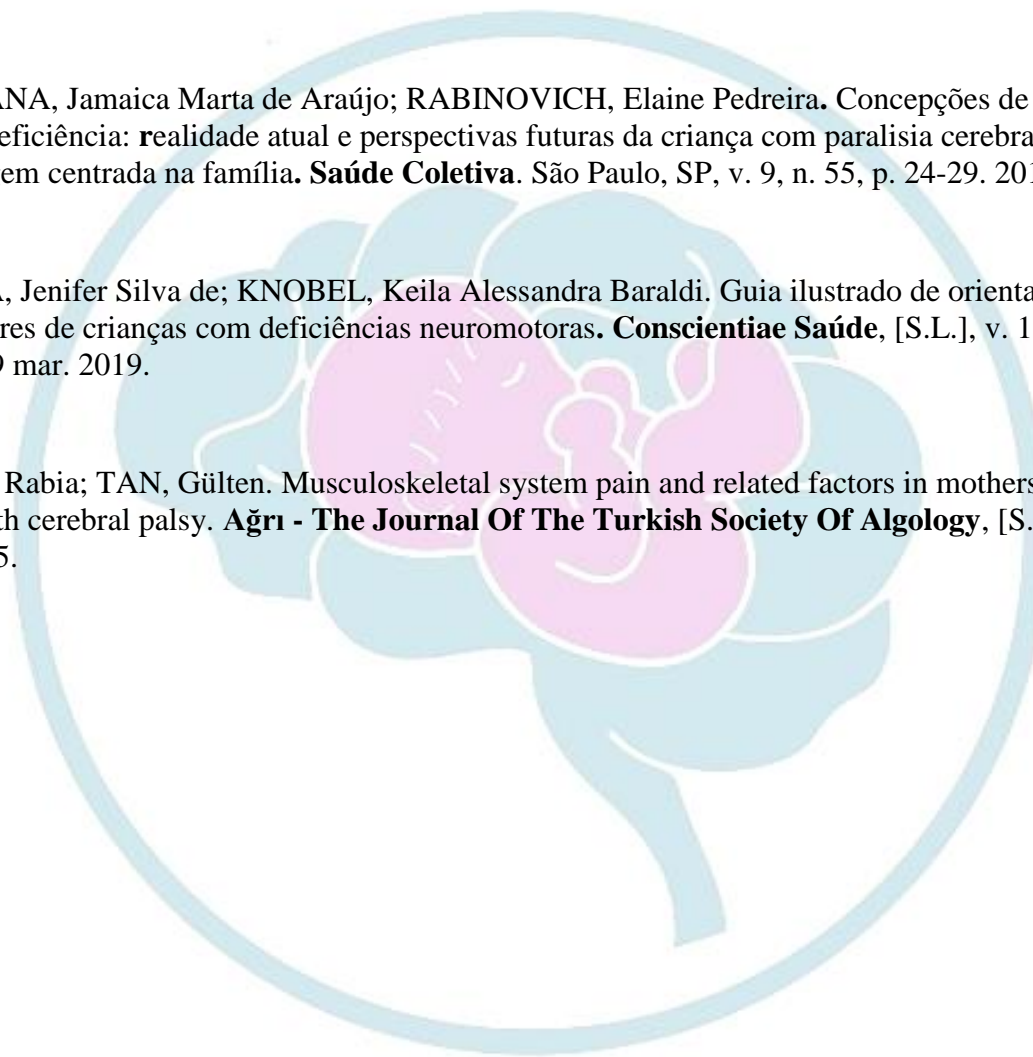 ANA, Jamaica Marta de Araújo; RABINOVICH, Elaine Pedreira. Concepções de
eficiência: realidade atual e perspectivas futuras da criança com paralisia cerebra
em centrada na família. Saúde Coletiva. São Paulo, SP, v. 9, n. 55, p. 24-29. 201
A, Jenifer Silva de; KNOBEL, Keila Alessandra Baraldi. Guia ilustrado de orienta
res de crianças com deficiências neuromotoras. Conscientiae Saúde, [S.L.], v. 1
9 mar. 2019.
Rabia; TAN, Gülten. Musculoskeletal system pain and related factors in mothers
th cerebral palsy. Ağrı - The Journal Of The Turkish Society Of Algology, [S.
5.